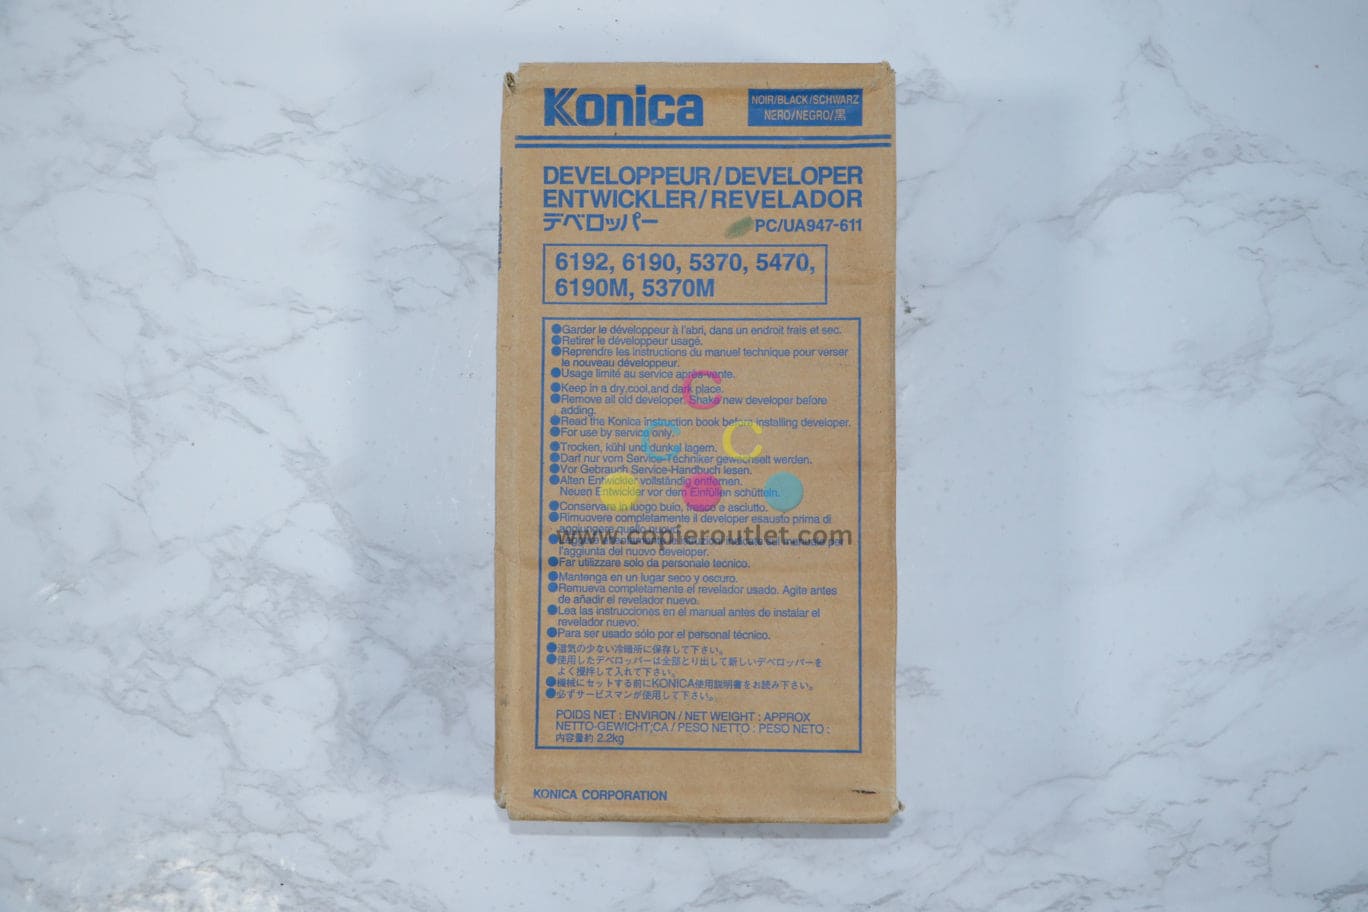 Konica
NOIR/BLACK/SCHWARZ
NERO/NEGRO/黒
DEVELOPPEUR/DEVELOPER
ENTWICKLER/REVELADOR
デベロッパー
PC/UA947-611
6192, 6190, 5370, 5470,
6190M, 5370M
●Garder le développeur à l'abri, dans un endroit frais et sec.
●Retirer le développeur usagé.
●Reprendre les instructions du manuel technique pour verser
le nouveau développeur.
●Usage limité au service après-vente.
●Keep in a dry,cool,and dark place.
●Remove all old developer. Shake new developer before
adding.
●Read the Konica instruction book before installing developer.
●For use by service only.
●Trocken, kühl und dunkel lagern.
●Darf nur vom Service-Techniker gewechselt werden.
●Vor Gebrauch Service-Handbuch lesen.
●Alten Entwickler vollständig entfernen.
Neuen Entwickler vor dem Einfüllen schütteln.
●Conservare in luogo buio, fresco e asciutto.
●Rimuovere completamente il developer esausto prima di
aggiungere quello nuovo.
www.copieroutlet.com
manuale per
l'aggiunta del nuovo developer.
●Far utilizzare solo da personale tecnico.
●Mantenga en un lugar seco y oscuro.
●Remueva completamente el revelador usado. Agite antes
de añadir el revelador nuevo.
●Lea las instrucciones en el manual antes de instalar el
revelador nuevo.
●Para ser usado sólo por el personal técnico.
●湿気の少ない冷暗所に保存して下さい。
●使用したデベロッパーは全部とり出して新しいデベロッパーを
よく攪拌して入れて下さい。
●機械にセットする前にKONICA使用説明書をお読み下さい。
●必ずサービスマンが使用して下さい。
POIDS NET : ENVIRON / NET WEIGHT : APPROX
NETTO-GEWICHT;CA / PESO NETTO : PESO NETO :
内容量約 2.2kg
KONICA CORPORATION